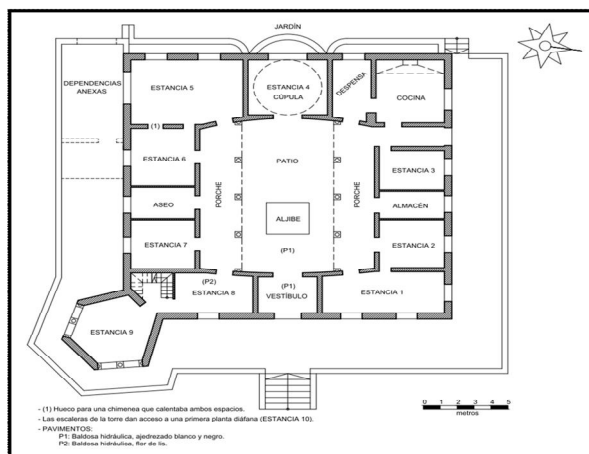 JARDÍN
DEPENDENCIAS
ANEXAS
ESTANCIA 5
ESTANCIA 4
CÚPULA
DESPENSA
COCINA
(1)
ESTANCIA 6
PATIO
ESTANCIA 3
PORCHE
PORCHE
ASEO
ALMACÉN
ALJIBE
ESTANCIA 7
ESTANCIA 2
(P1)
(P2)
ESTANCIA 8
(P1)
VESTÍBULO
ESTANCIA 1
ESTANCIA 9
- (1) Hueco para una chimenea que calentaba ambos espacios.
- Las escaleras de la torre dan acceso a una primera planta diáfana (ESTANCIA 10).
- PAVIMENTOS:
P1: Baldosa hidráulica, ajedrezado blanco y negro.
P2: Baldosa hidráulica, flor de lis.
0 1 2 3 4 5
metros